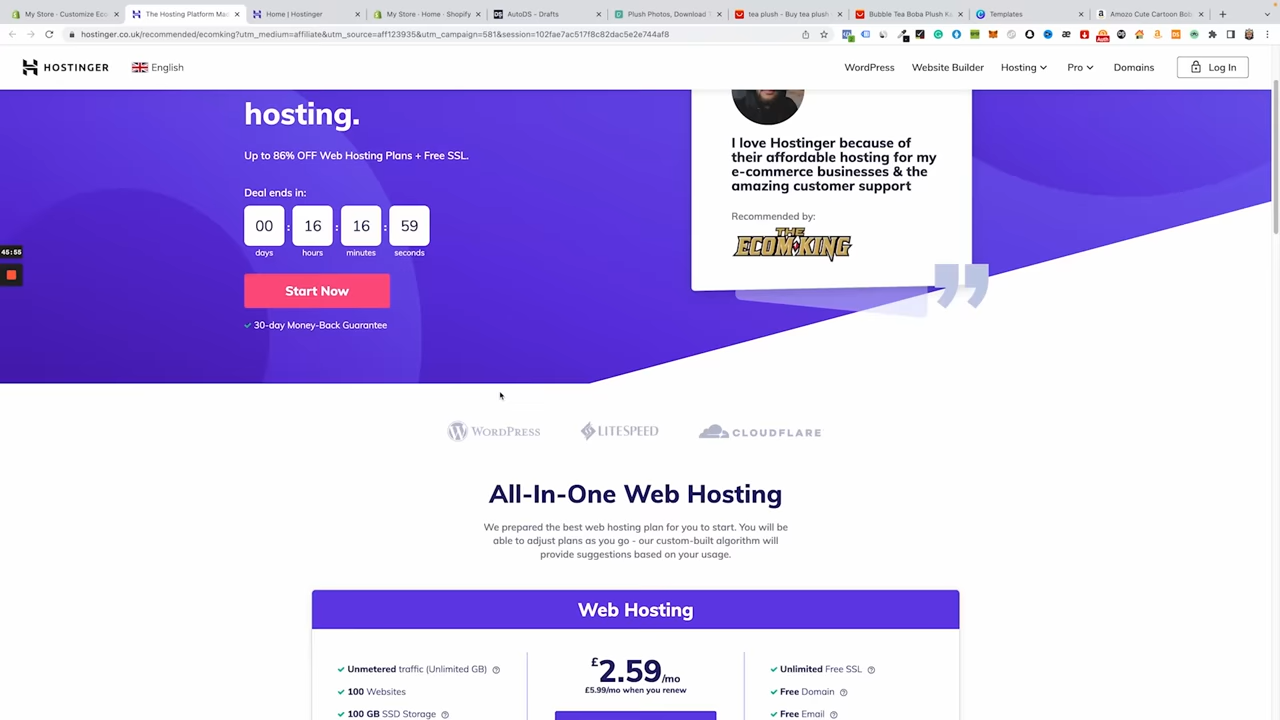 My Store · Customize Eco
The Hosting Platform Ma
Home | Hostinger
My Store · Home · Shopify
AutoDS - Drafts
Plush Photos, Download
tea plush - Buy tea plush
Bubble Tea Boba Plush
Templates
Amozo Cute Cartoon Bob
hostinger.co.uk/recommended/ecomking?utm_medium=affiliate&utm_source=aff123935&utm_campaign=581&session=102fae7ac517f8c82dac5e2e744af8
HOSTINGER
English
WordPress
Website Builder
Hosting
Pro
Domains
Log In
hosting.
Up to 86% OFF Web Hosting Plans + Free SSL.
Deal ends in:
00 : 16 : 16 : 59
days hours minutes seconds
Start Now
30-day Money-Back Guarantee
I love Hostinger because of
their affordable hosting for my
e-commerce businesses & the
amazing customer support
Recommended by:
THE
ECOM KING
45:55
WORDPRESS
LITESPEED
CLOUDFLARE
All-In-One Web Hosting
We prepared the best web hosting plan for you to start. You will
be able to adjust plans as you go - our custom-built algorithm will
provide suggestions based on your usage.
Web Hosting
Unmetered traffic (Unlimited GB)
100 Websites
100 GB SSD Storage
£2.59/mo
£5.99/mo when you renew
Unlimited Free SSL
Free Domain
Free Email